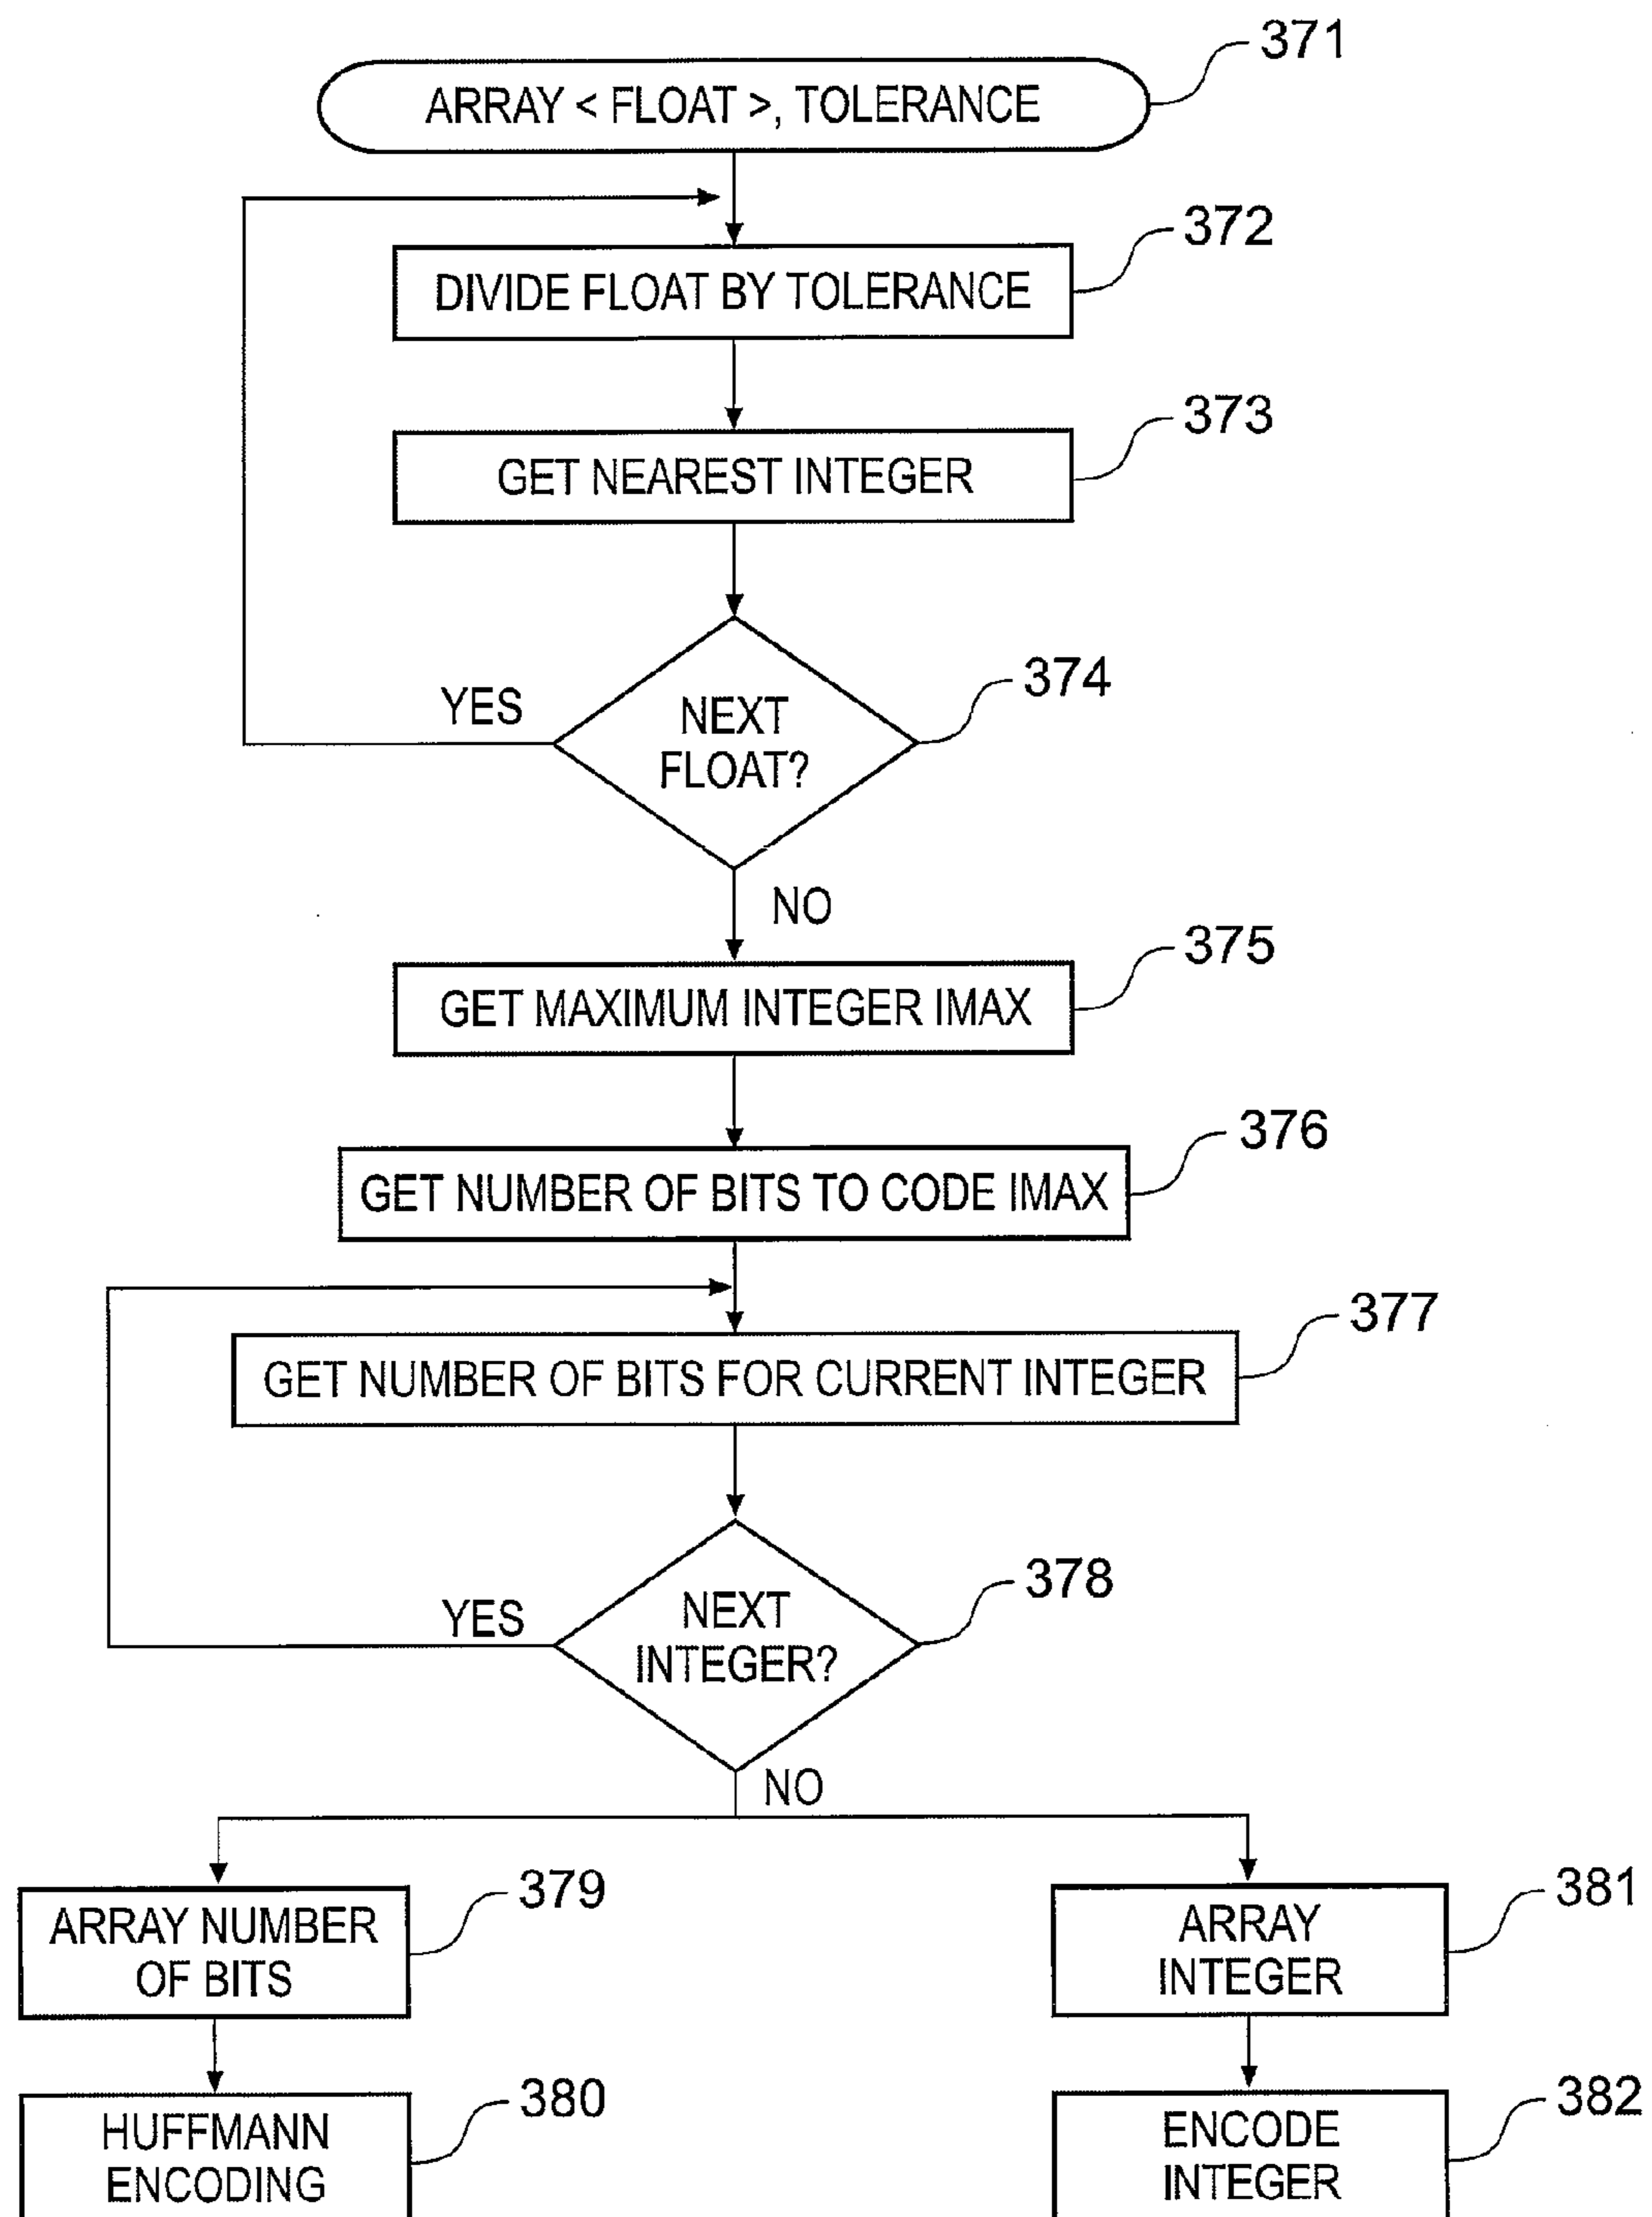 371
ARRAY < FLOAT >, TOLERANCE
372
DIVIDE FLOAT BY TOLERANCE
373
GET NEAREST INTEGER
374
YES
NEXT
FLOAT?
NO
375
GET MAXIMUM INTEGER IMAX
376
GET NUMBER OF BITS TO CODE IMAX
377
GET NUMBER OF BITS FOR CURRENT INTEGER
378
YES
NEXT
INTEGER?
NO
379
ARRAY NUMBER
OF BITS
381
ARRAY
INTEGER
380
HUFFMANN
ENCODING
382
ENCODE
INTEGER